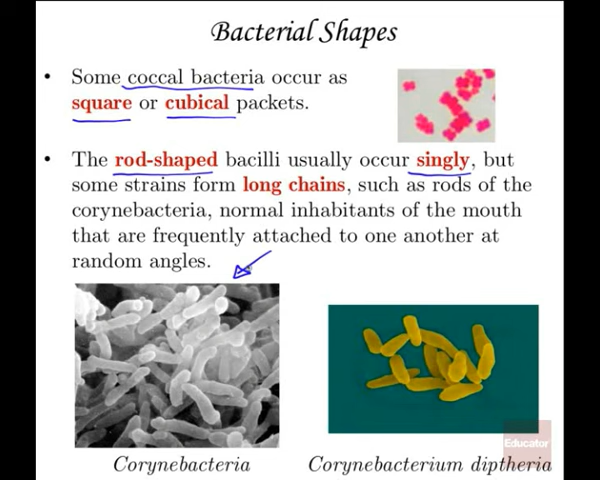 Bacterial Shapes
• Some coccal bacteria occur as
square or cubical packets.
• The rod-shaped bacilli usually occur singly, but
some strains form long chains, such as rods of the
corynebacteria, normal inhabitants of the mouth
that are frequently attached to one another at
random angles.
Educator
Corynebacteria
Corynebacterium diptheria